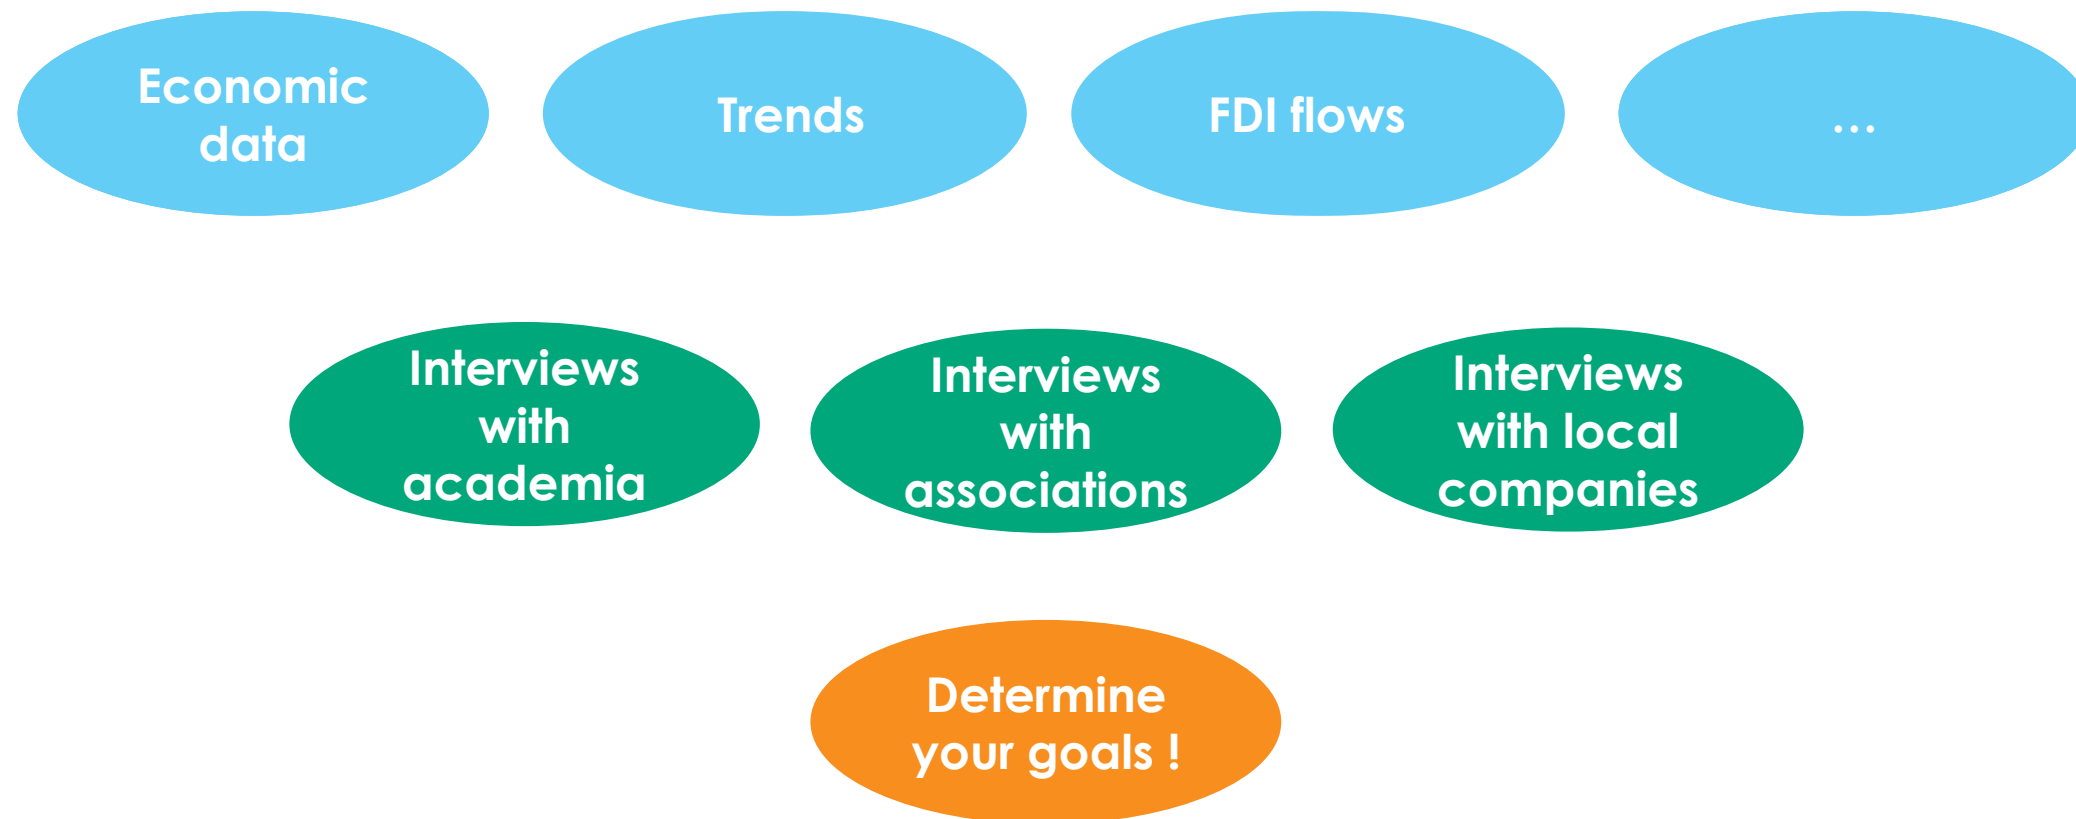 Economic
data
Trends
FDI flows
...
Interviews
with
academia
Interviews
with
associations
Interviews
with local
companies
Determine
your goals !